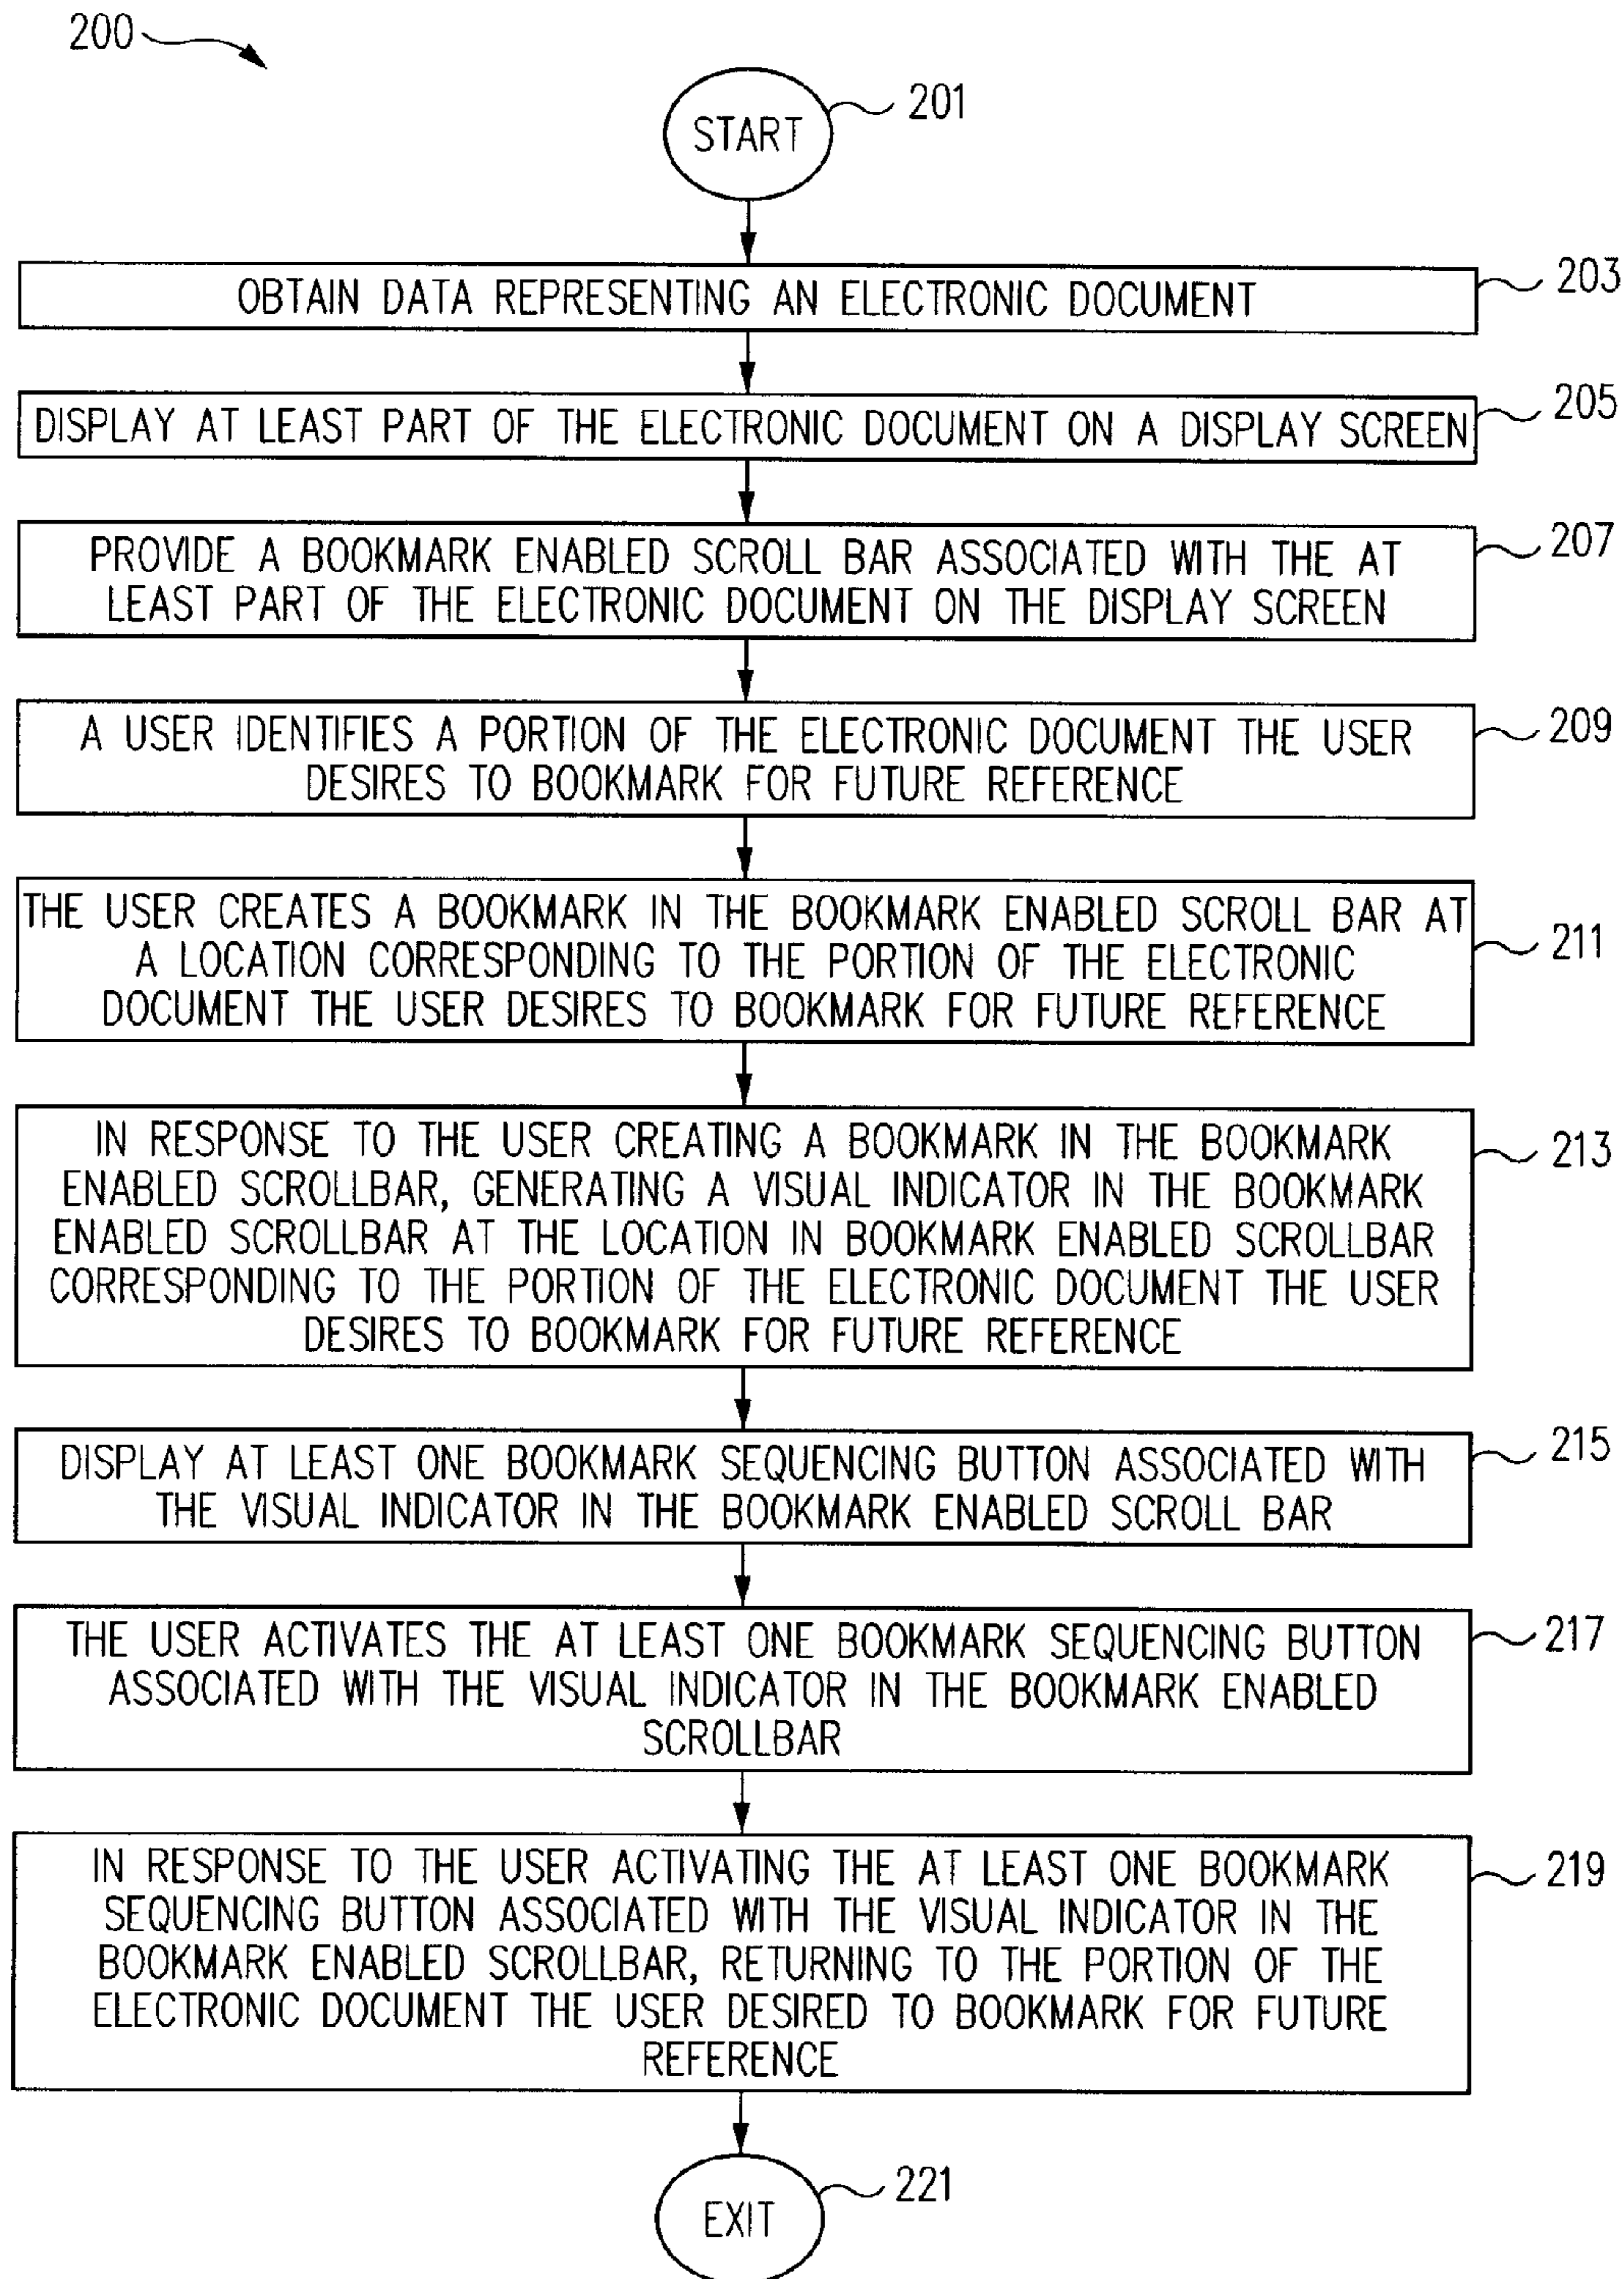 200
START
201
OBTAIN DATA REPRESENTING AN ELECTRONIC DOCUMENT
203
DISPLAY AT LEAST PART OF THE ELECTRONIC DOCUMENT ON A DISPLAY SCREEN
205
PROVIDE A BOOKMARK ENABLED SCROLL BAR ASSOCIATED WITH THE AT
LEAST PART OF THE ELECTRONIC DOCUMENT ON THE DISPLAY SCREEN
207
A USER IDENTIFIES A PORTION OF THE ELECTRONIC DOCUMENT THE USER
DESIRES TO BOOKMARK FOR FUTURE REFERENCE
209
THE USER CREATES A BOOKMARK IN THE BOOKMARK ENABLED SCROLL BAR AT
A LOCATION CORRESPONDING TO THE PORTION OF THE ELECTRONIC
DOCUMENT THE USER DESIRES TO BOOKMARK FOR FUTURE REFERENCE
211
IN RESPONSE TO THE USER CREATING A BOOKMARK IN THE BOOKMARK
ENABLED SCROLLBAR, GENERATING A VISUAL INDICATOR IN THE BOOKMARK
ENABLED SCROLLBAR AT THE LOCATION IN BOOKMARK ENABLED SCROLLBAR
CORRESPONDING TO THE PORTION OF THE ELECTRONIC DOCUMENT THE USER
DESIRES TO BOOKMARK FOR FUTURE REFERENCE
213
DISPLAY AT LEAST ONE BOOKMARK SEQUENCING BUTTON ASSOCIATED WITH
THE VISUAL INDICATOR IN THE BOOKMARK ENABLED SCROLL BAR
215
THE USER ACTIVATES THE AT LEAST ONE BOOKMARK SEQUENCING BUTTON
ASSOCIATED WITH THE VISUAL INDICATOR IN THE BOOKMARK ENABLED
SCROLLBAR
217
IN RESPONSE TO THE USER ACTIVATING THE AT LEAST ONE BOOKMARK
SEQUENCING BUTTON ASSOCIATED WITH THE VISUAL INDICATOR IN THE
BOOKMARK ENABLED SCROLLBAR, RETURNING TO THE PORTION OF THE
ELECTRONIC DOCUMENT THE USER DESIRED TO BOOKMARK FOR FUTURE
REFERENCE
219
EXIT
221